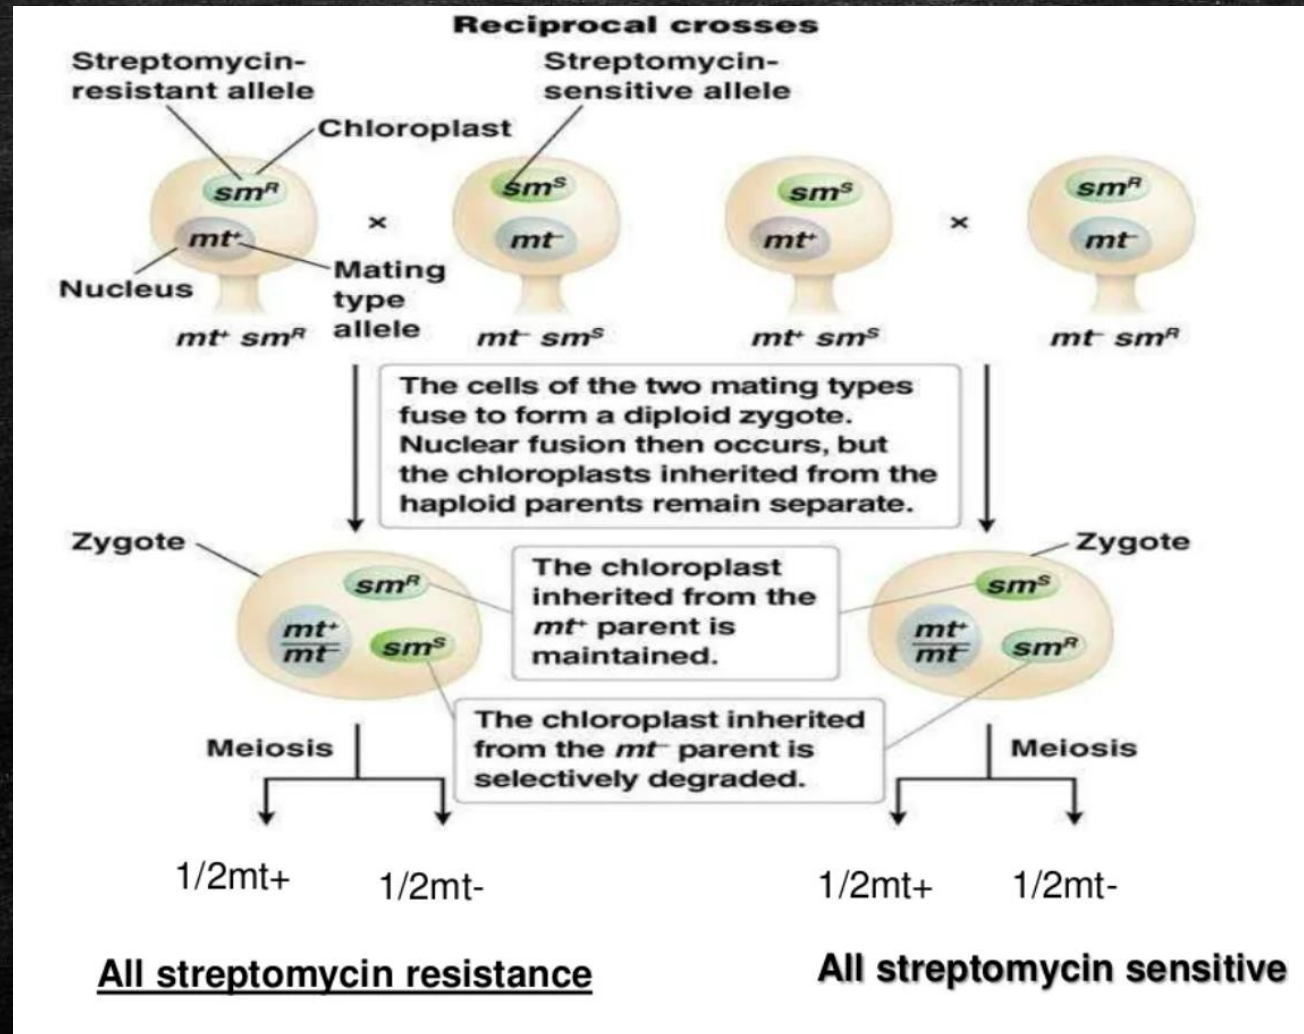 Reciprocal crosses
Streptomycin-
resistant allele
Streptomycin-
sensitive allele
Chloroplast
smᴿ
smˢ
smˢ
smᴿ
×
×
mt⁺
mt⁻
mt⁺
mt⁻
Nucleus
Mating
type
allele
mt⁺ smᴿ
mt⁻ smˢ
mt⁺ smˢ
mt⁻ smᴿ
The cells of the two mating types
fuse to form a diploid zygote.
Nuclear fusion then occurs, but
the chloroplasts inherited from the
haploid parents remain separate.
Zygote
Zygote
smᴿ
mt⁺
mt⁻
smˢ
The chloroplast
inherited from the
mt⁺ parent is
maintained.
smˢ
mt⁺
mt⁻
smᴿ
The chloroplast inherited
from the mt⁻ parent is
selectively degraded.
Meiosis
Meiosis
1/2mt+
1/2mt-
1/2mt+
1/2mt-
All streptomycin resistance
All streptomycin sensitive